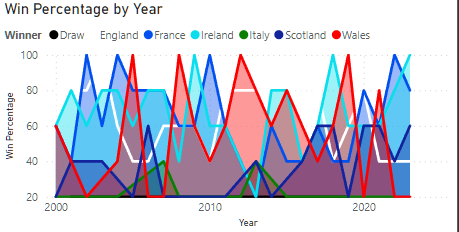 Win Percentage by Year
Winner Draw England France Ireland Italy Scotland Wales
100
80
60
40
20
Win Percentage
2000 2010 2020
Year